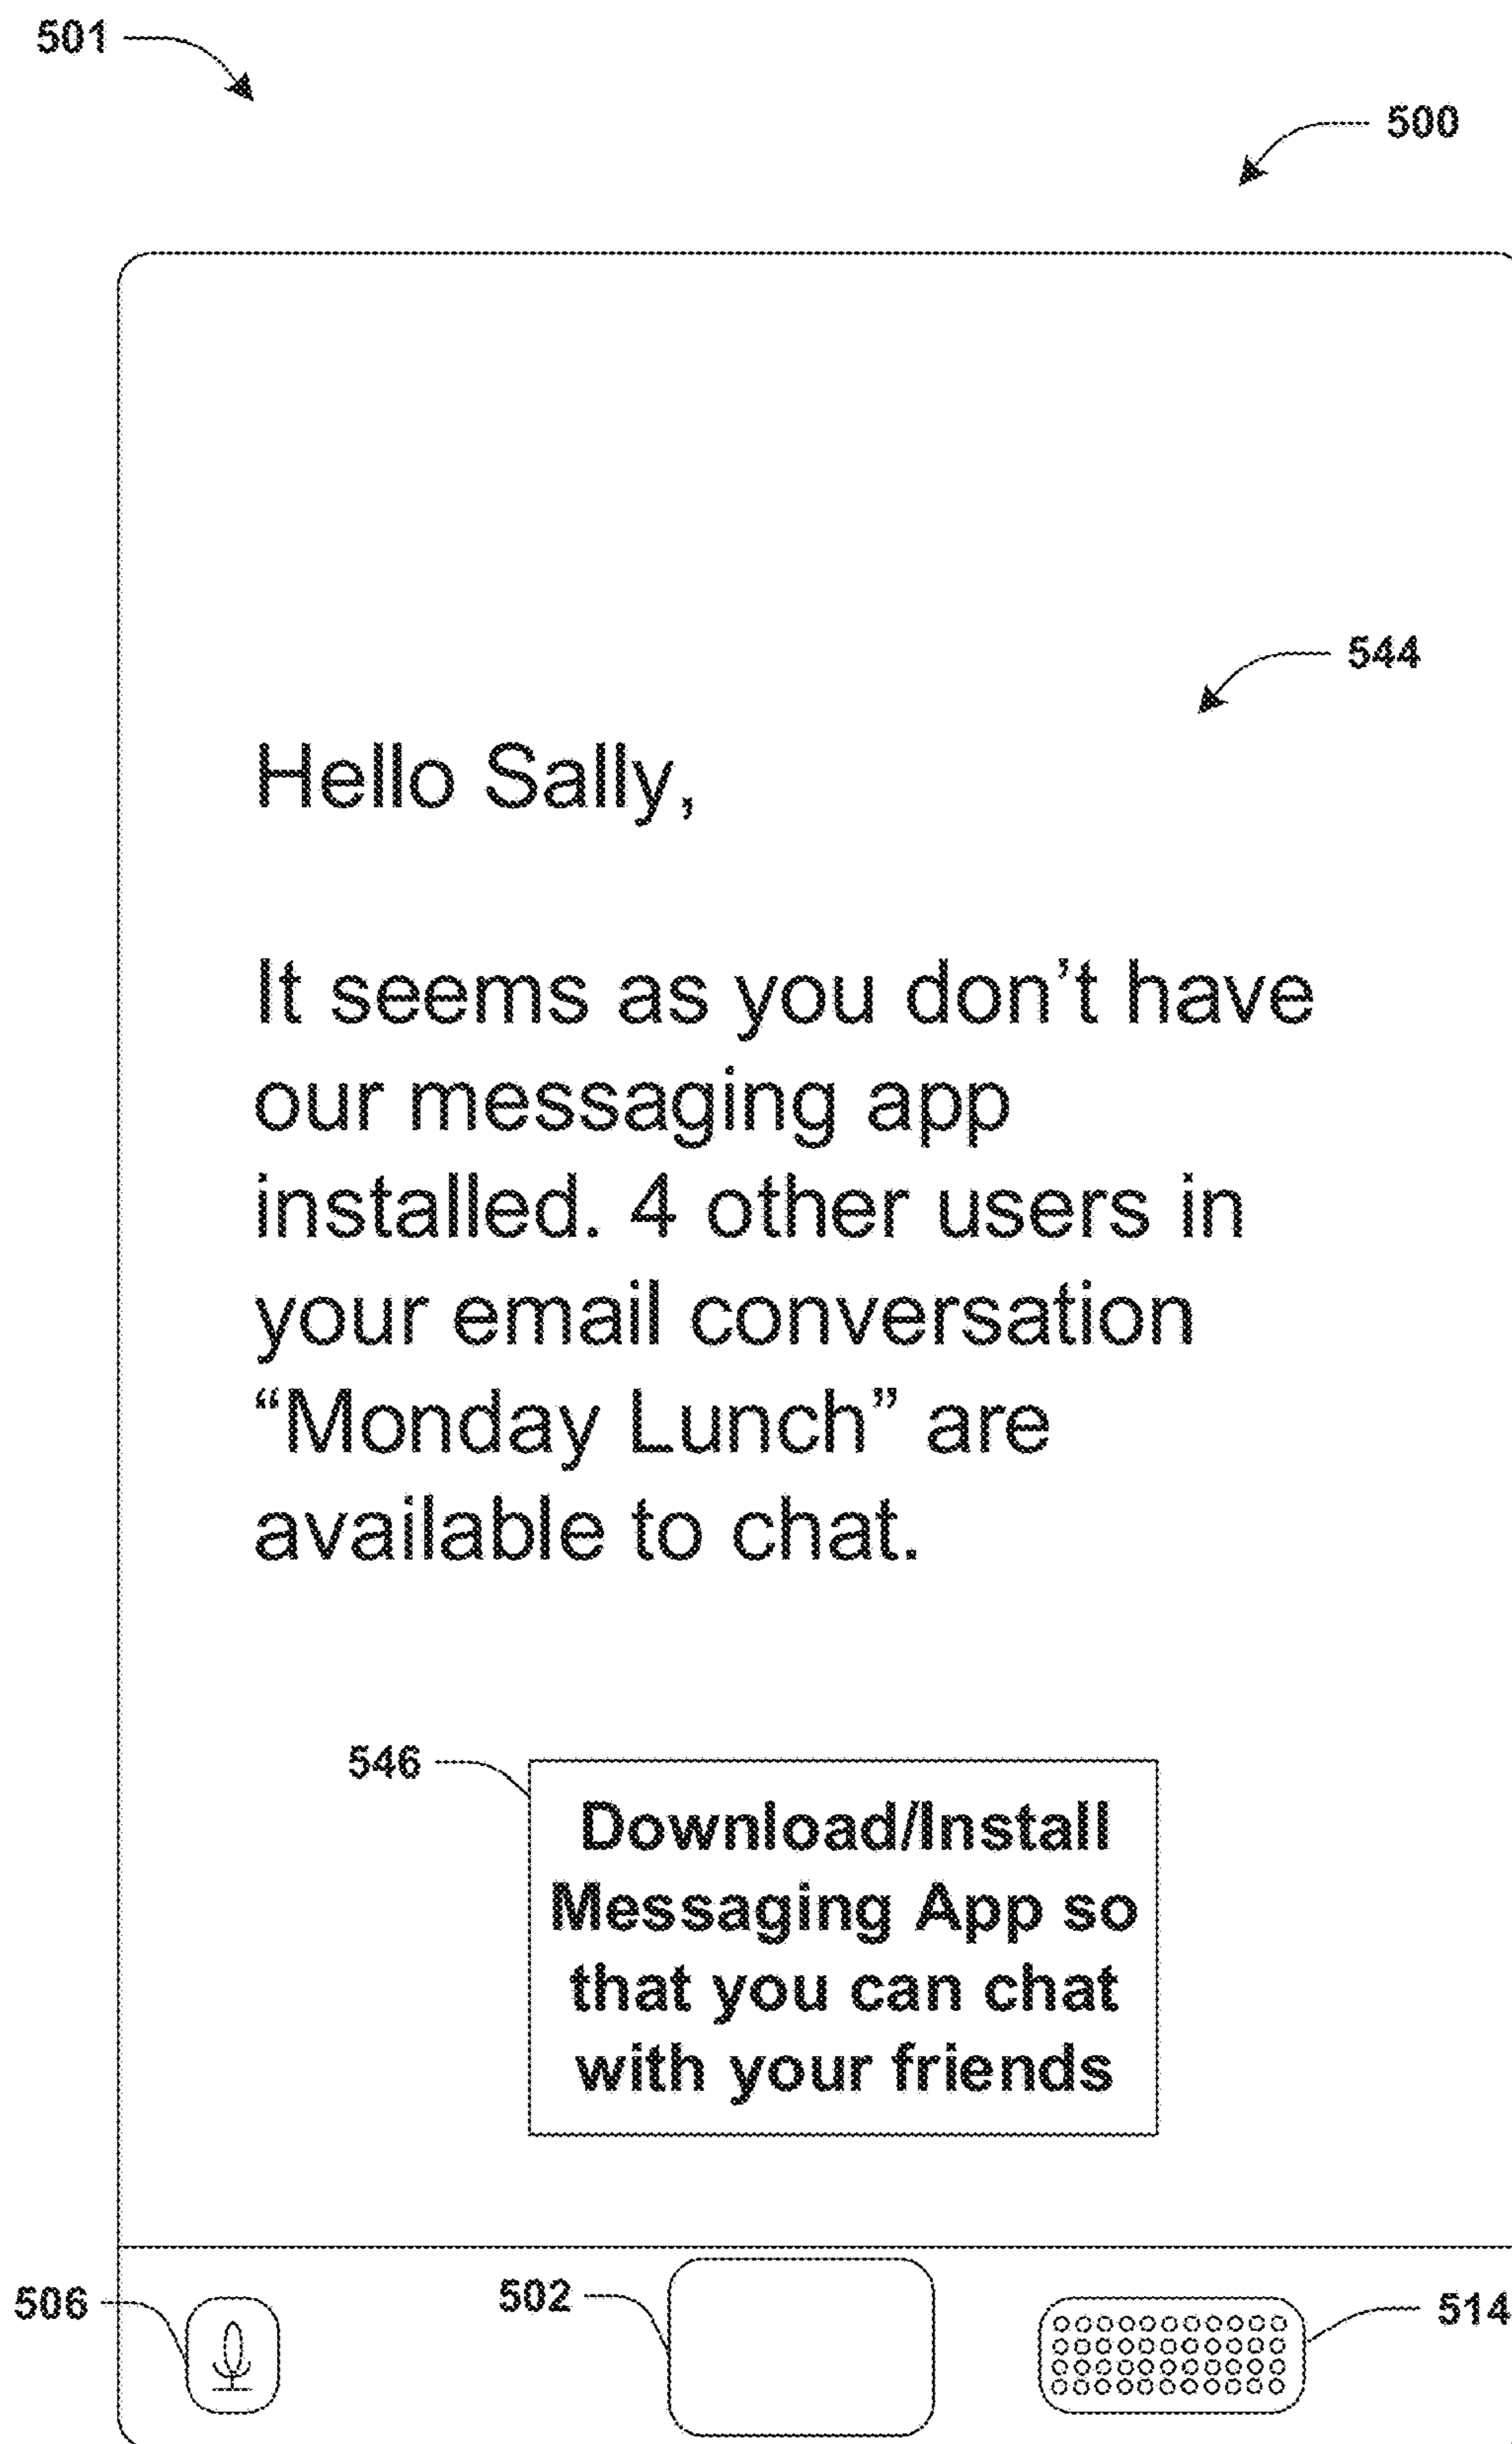 501
500
544
Hello Sally,
It seems as you don’t have
our messaging app
installed. 4 other users in
your email conversation
“Monday Lunch” are
available to chat.
546
Download/Install
Messaging App so
that you can chat
with your friends
506
502
514